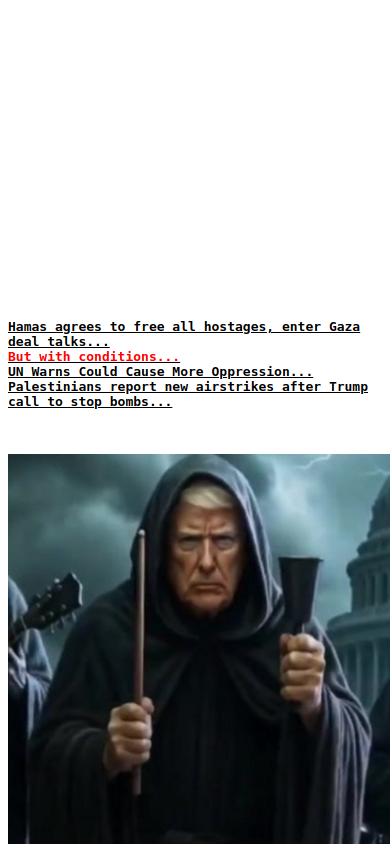 Hamas agrees to free all hostages, enter Gaza
deal talks...
But with conditions...
UN Warns Could Cause More Oppression...
Palestinians report new airstrikes after Trump
call to stop bombs...